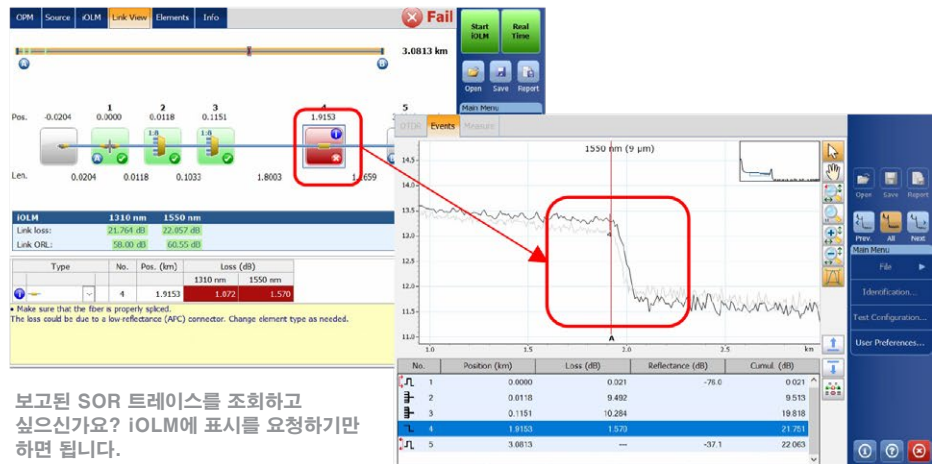 OPM Source iOLM Link View Elements Info
Fail
Start iOLM
Real Time
3.0813 km
A B
Open Save Report
Main Menu
1 2 3 4 5
Pos. -0.0204 0.0000 0.0118 0.1151 1.9153
1:8 1:8
A
Len. 0.0204 0.0118 0.1033 1.8003 1.1659
iOLM 1310 nm 1550 nm
Link loss: 21.764 dB 22.057 dB
Link ORL: 58.00 dB 60.55 dB
Type No. Pos. (km) Loss (dB)
1310 nm 1550 nm
4 1.9153 1.672 1.570
• Make sure that the fiber is properly spliced.
The loss could be due to a low-reflectance (APC) connector. Change element type as needed.
OTDR Events Measure
1550 nm (9 µm)
14.5
14.0
13.5
13.0
12.5
12.0
11.5
11.0
1.0 1.5 2.0 2.5 km
A
No. Position (km) Loss (dB) Reflectance (dB) Cumul. (dB)
1 0.0000 0.021 -76.0 0.021
2 0.0118 9.492 9.513
3 0.1151 10.284 19.818
4 1.9153 1.570 21.751
5 3.0813 --- -37.1 22.063
Open Save Report
Prev. All Next
Main Menu
File
Identification...
Test Configuration...
User Preferences...
보고된 SOR 트레이스를 조회하고
싶으신가요? iOLM에 표시를 요청하기만
하면 됩니다.